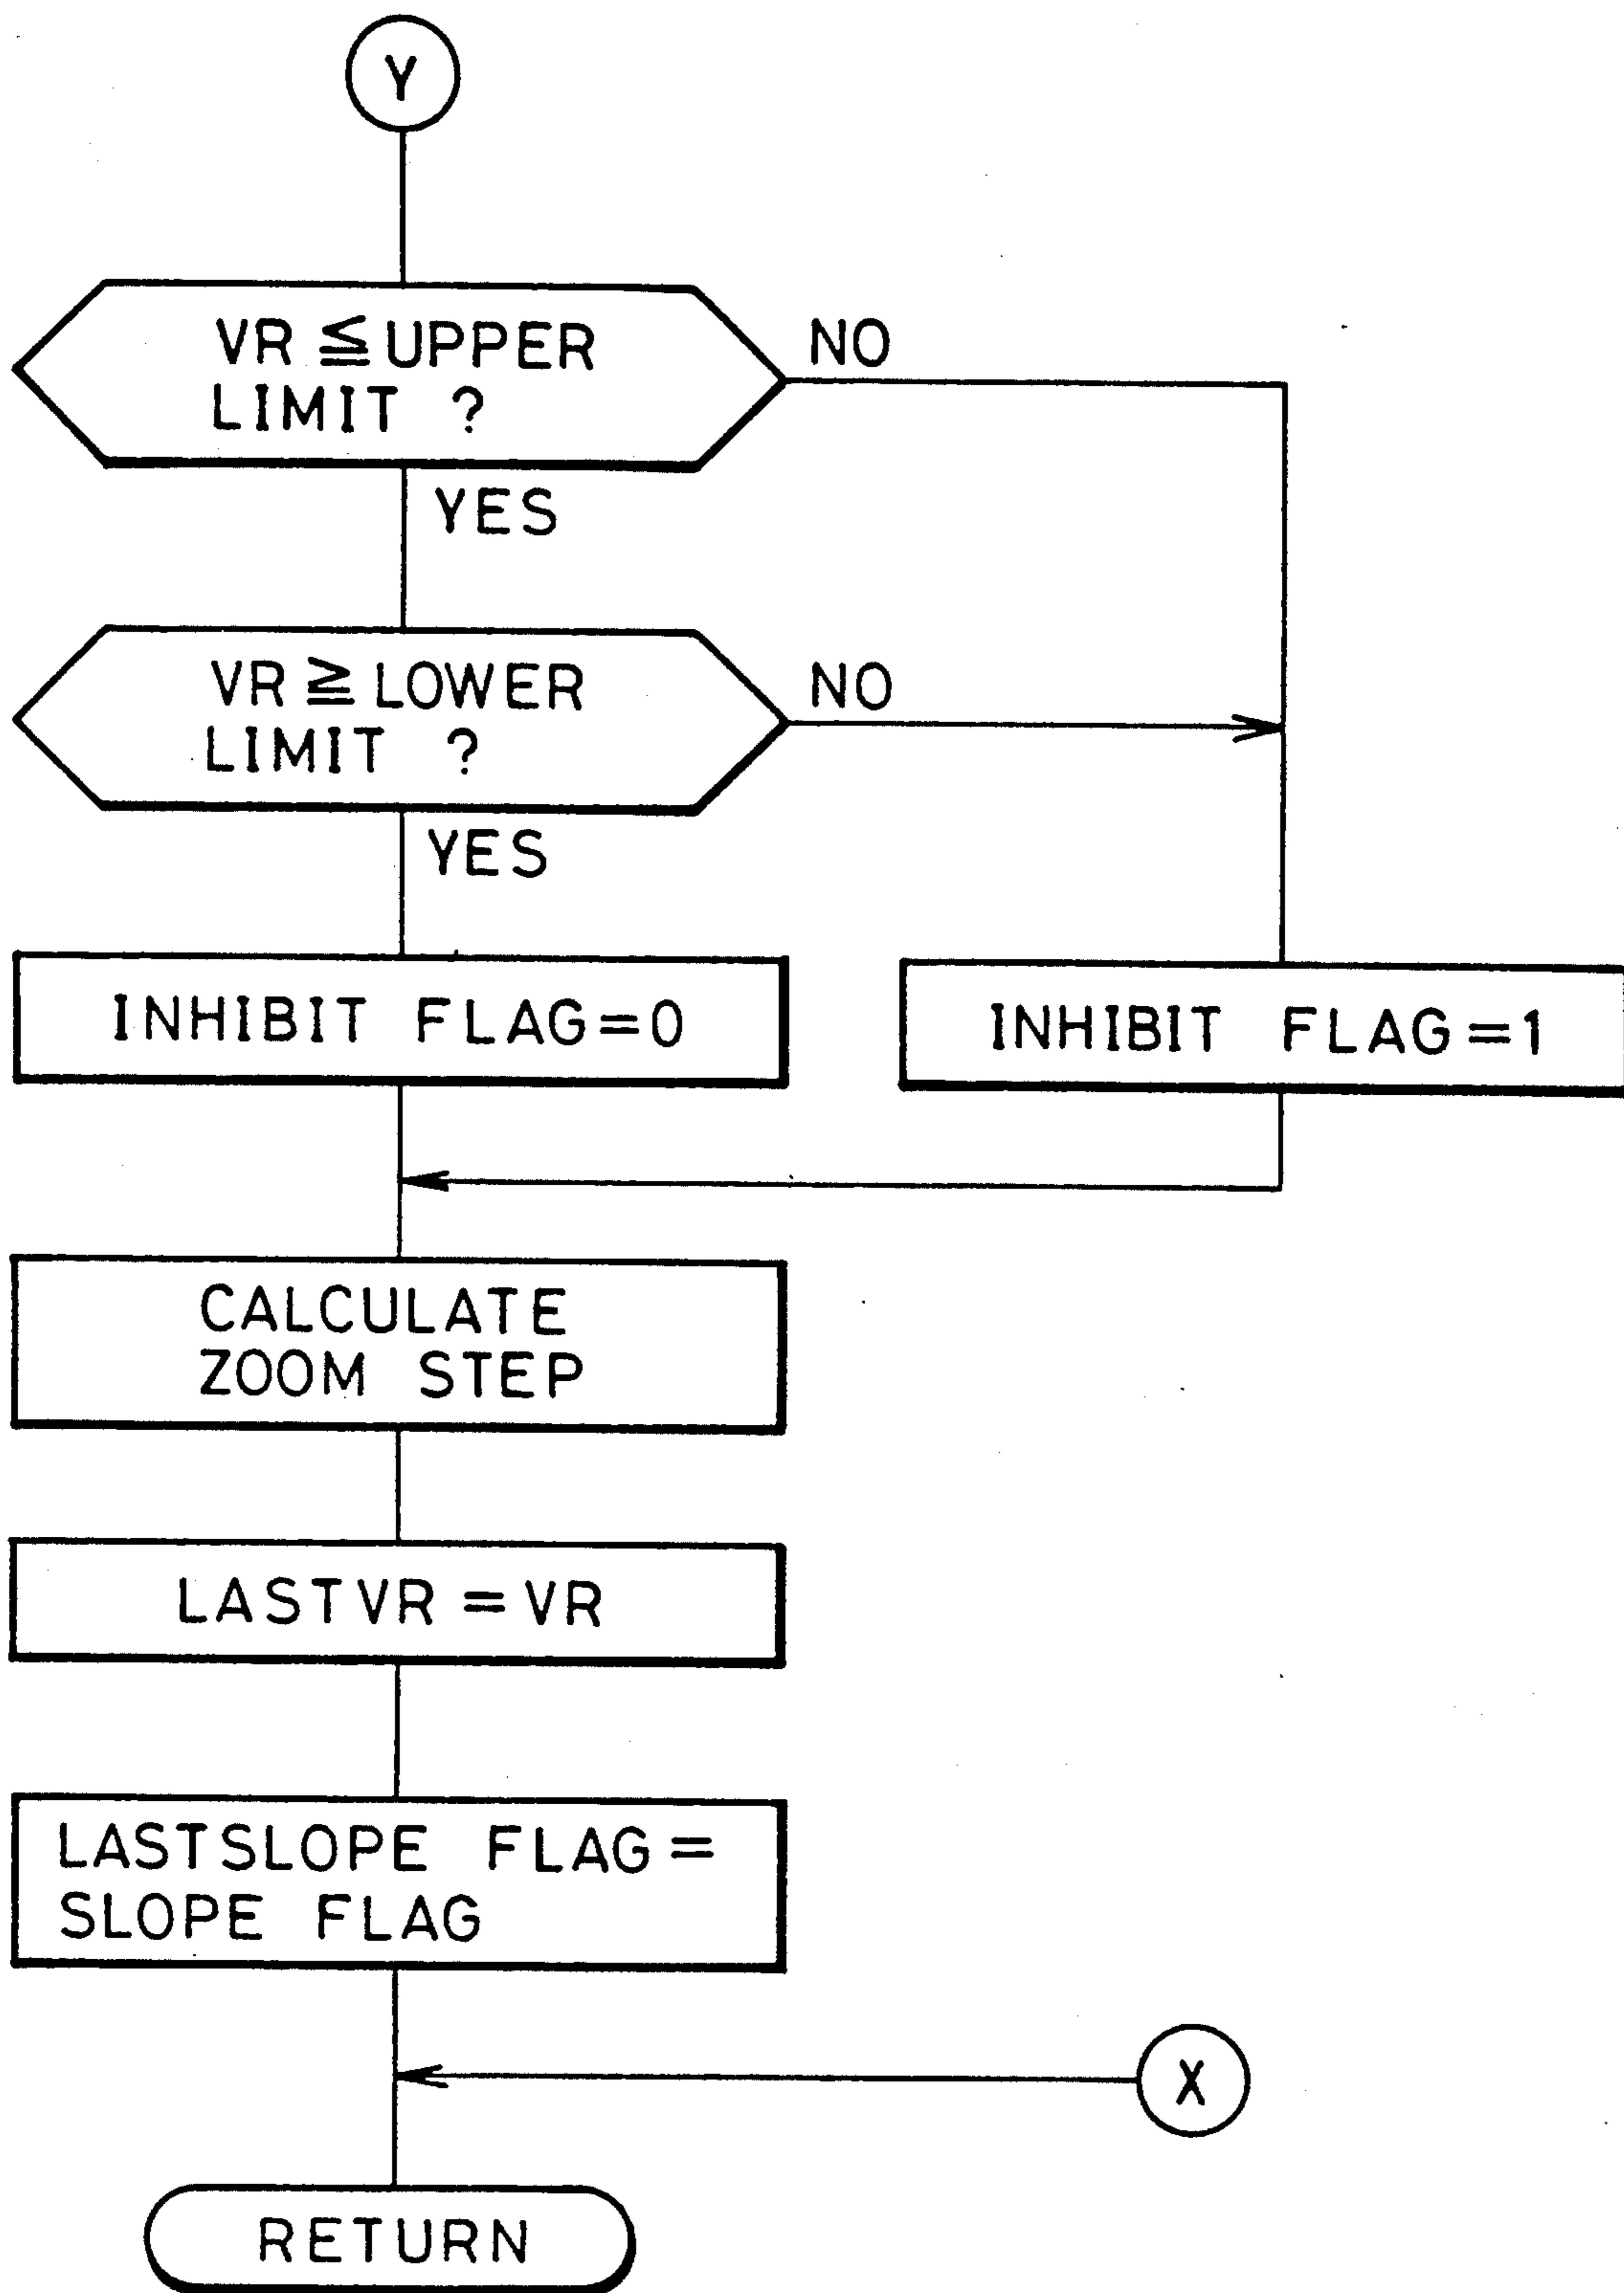 Y
VR ≦ UPPER
LIMIT ?
NO
YES
VR ≧ LOWER
LIMIT ?
NO
YES
INHIBIT FLAG=0
INHIBIT FLAG=1
CALCULATE
ZOOM STEP
LASTVR = VR
LASTSLOPE FLAG=
SLOPE FLAG
X
RETURN